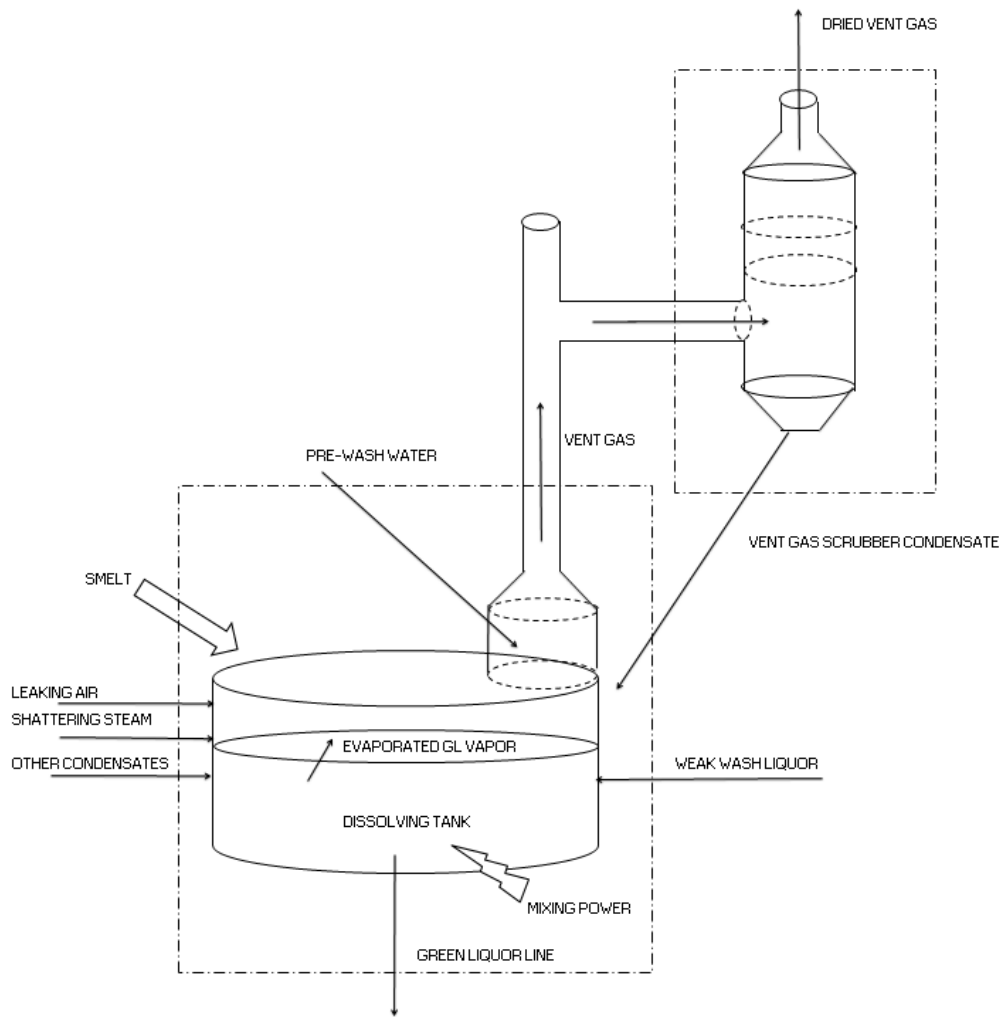 DRIED VENT GAS
PRE-WASH WATER
VENT GAS
VENT GAS SCRUBBER CONDENSATE
SMELT
LEAKING AIR
SHATTERING STEAM
EVAPORATED GL VAPOR
OTHER CONDENSATES
WEAK WASH LIQUOR
DISSOLVING TANK
MIXING POWER
GREEN LIQUOR LINE